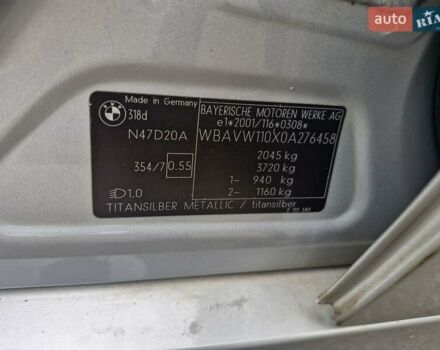 auto RIA
BMW
Made in Germany
318d
BAYERISCHE MOTOREN WERKE AG
e1*2001/116*0308*
N47D20A
WBAVW110X0A276458
2045 kg
354/7 0.55
3720 kg
1- 940 kg
1.0
2- 1160 kg
TITANSILBER METALLIC / titansilber